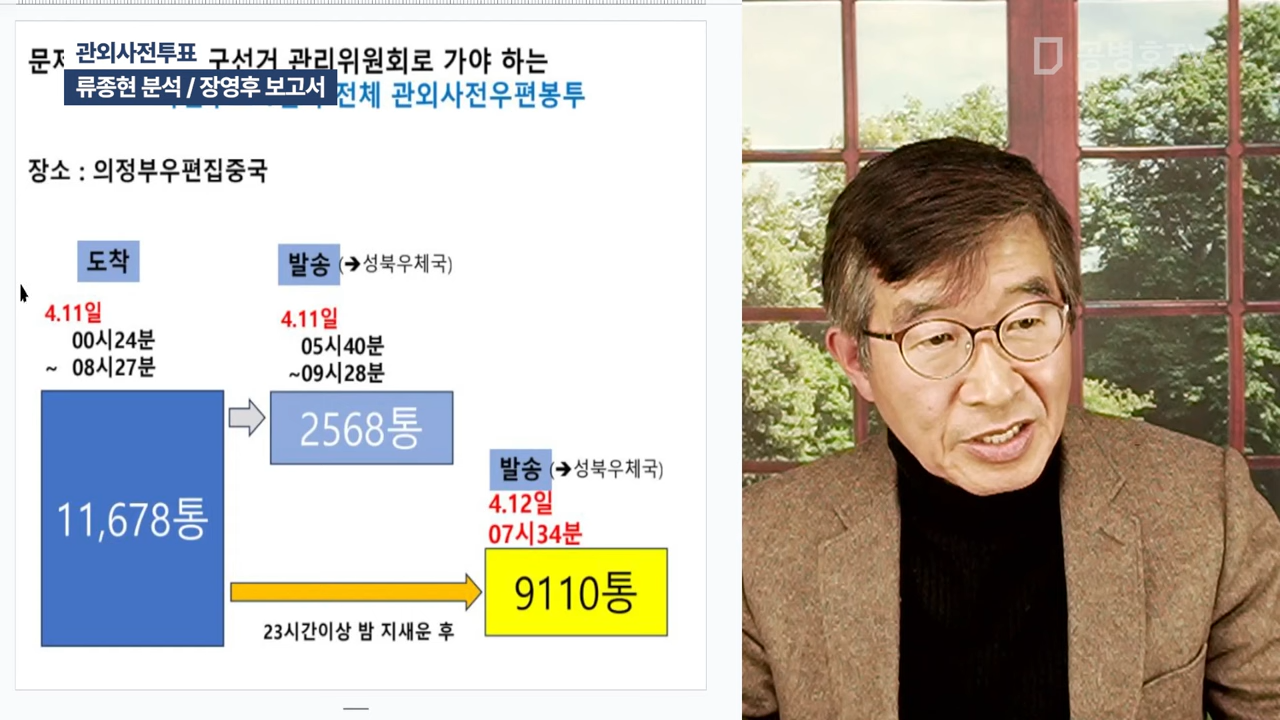 관외사전투표
류종현 분석 / 장영후 보고서
구선거 관리위원회로 가야 하는
전체 관외사전우편봉투
장소 : 의정부우편집중국
도착
4.11일
00시24분
~ 08시27분
11,678통
발송 (➔성북우체국)
4.11일
05시40분
~09시28분
2568통
발송 (➔성북우체국)
4.12일
07시34분
9110통
23시간이상 밤 지새운 후
공병호